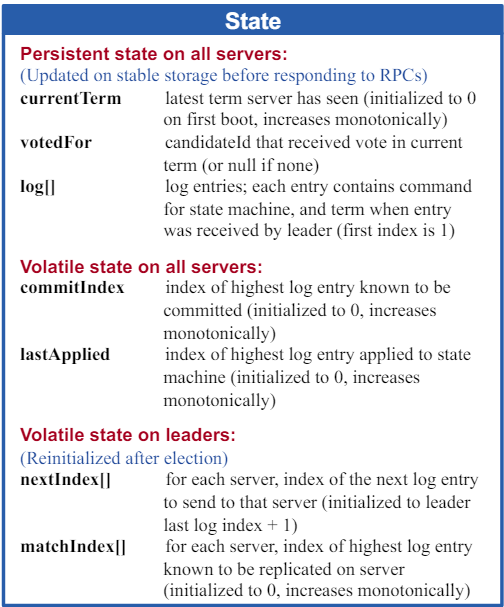 State
Persistent state on all servers:
(Updated on stable storage before responding to RPCs)
currentTerm latest term server has seen (initialized to 0
on first boot, increases monotonically)
votedFor candidateId that received vote in current
term (or null if none)
log[] log entries; each entry contains command
for state machine, and term when entry
was received by leader (first index is 1)
Volatile state on all servers:
commitIndex index of highest log entry known to be
committed (initialized to 0, increases
monotonically)
lastApplied index of highest log entry applied to state
machine (initialized to 0, increases
monotonically)
Volatile state on leaders:
(Reinitialized after election)
nextIndex[] for each server, index of the next log entry
to send to that server (initialized to leader
last log index + 1)
matchIndex[] for each server, index of highest log entry
known to be replicated on server
(initialized to 0, increases monotonically)